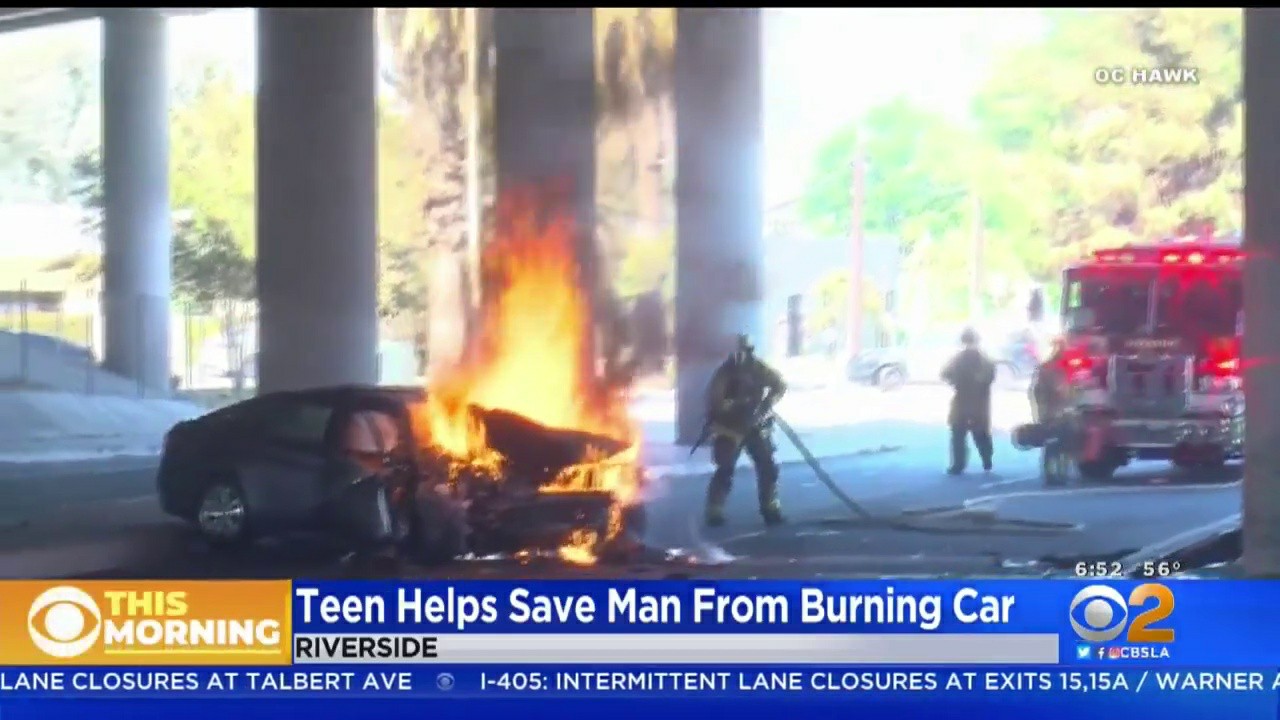 OC HAWK
6:52 56°
THIS MORNING
Teen Helps Save Man From Burning Car
2
RIVERSIDE
CBSLA
LANE CLOSURES AT TALBERT AVE I-405: INTERMITTENT LANE CLOSURES AT EXITS 15,15A / WARNER A